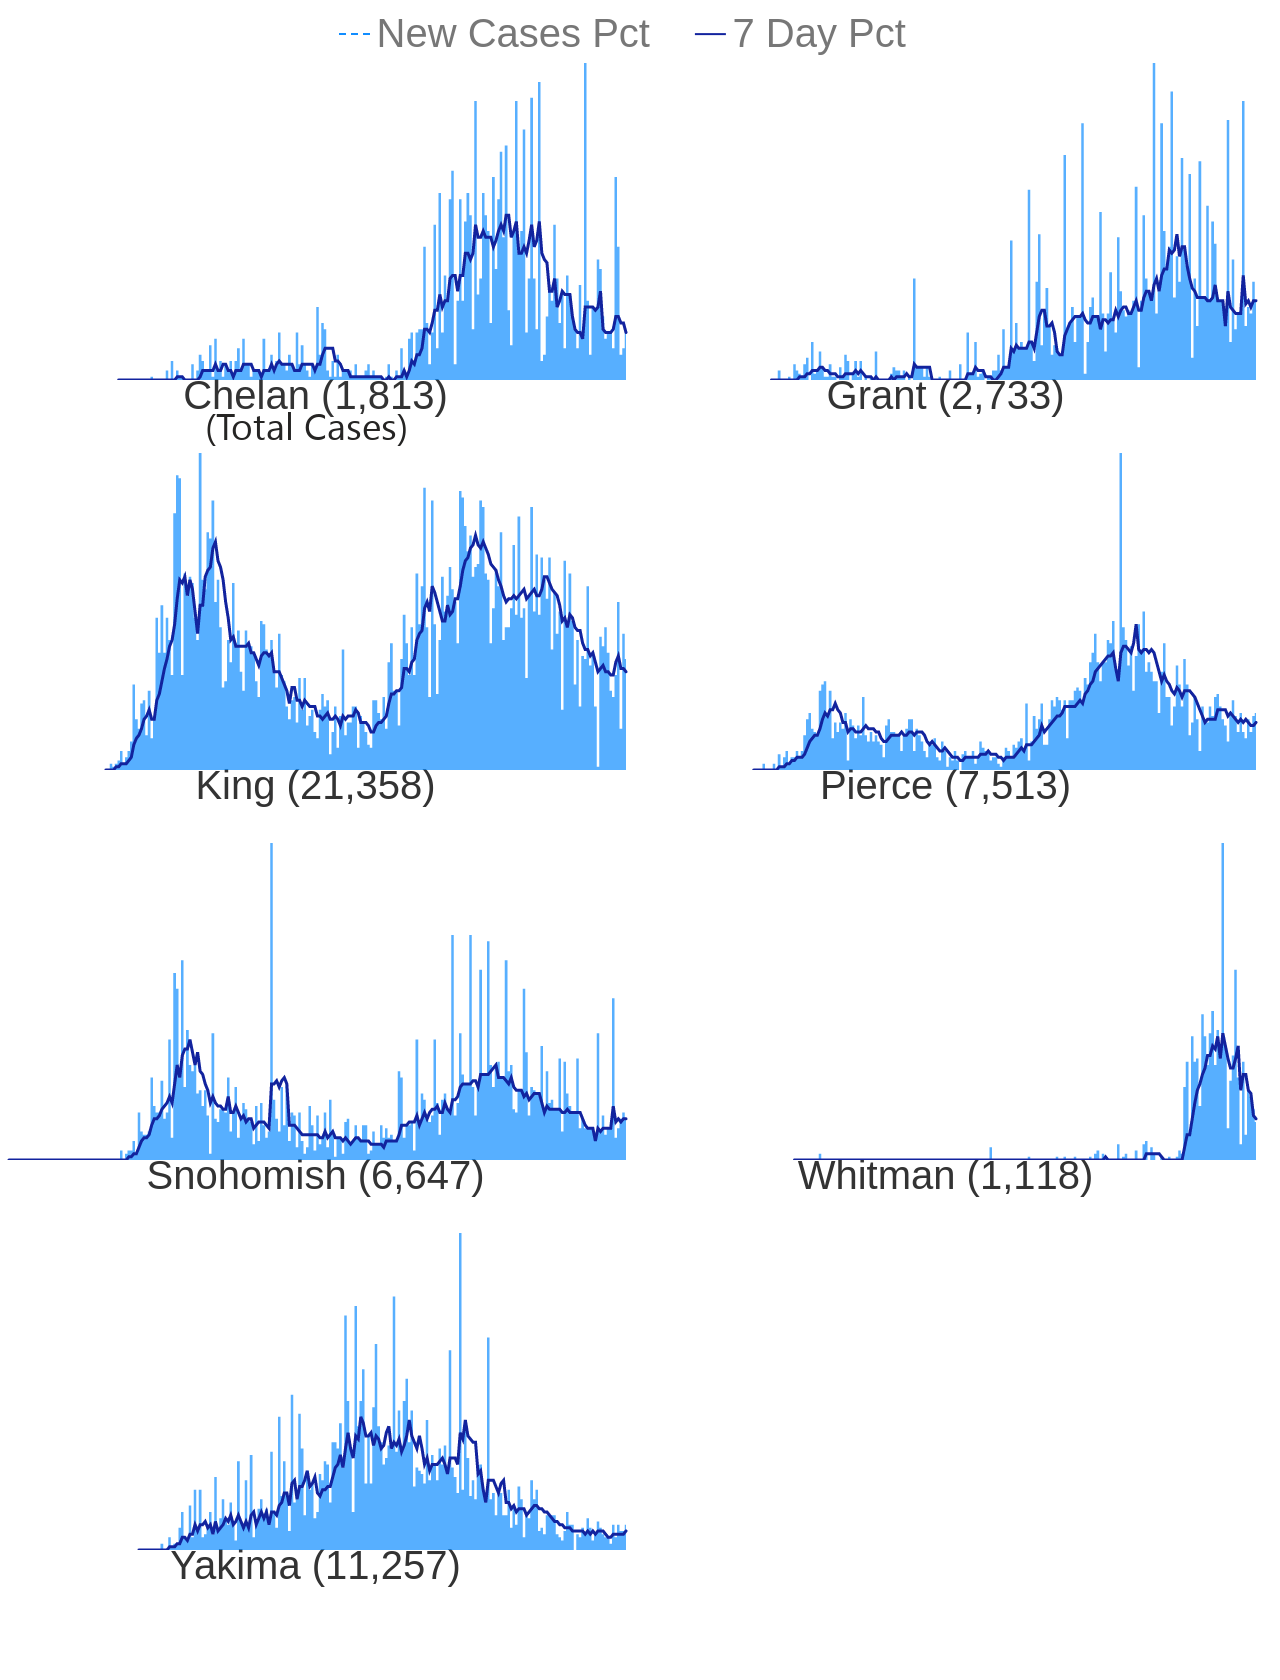 New Cases Pct 7 Day Pct
Chelan (1,813)
(Total Cases)
Grant (2,733)
King (21,358)
Pierce (7,513)
Snohomish (6,647)
Whitman (1,118)
Yakima (11,257)